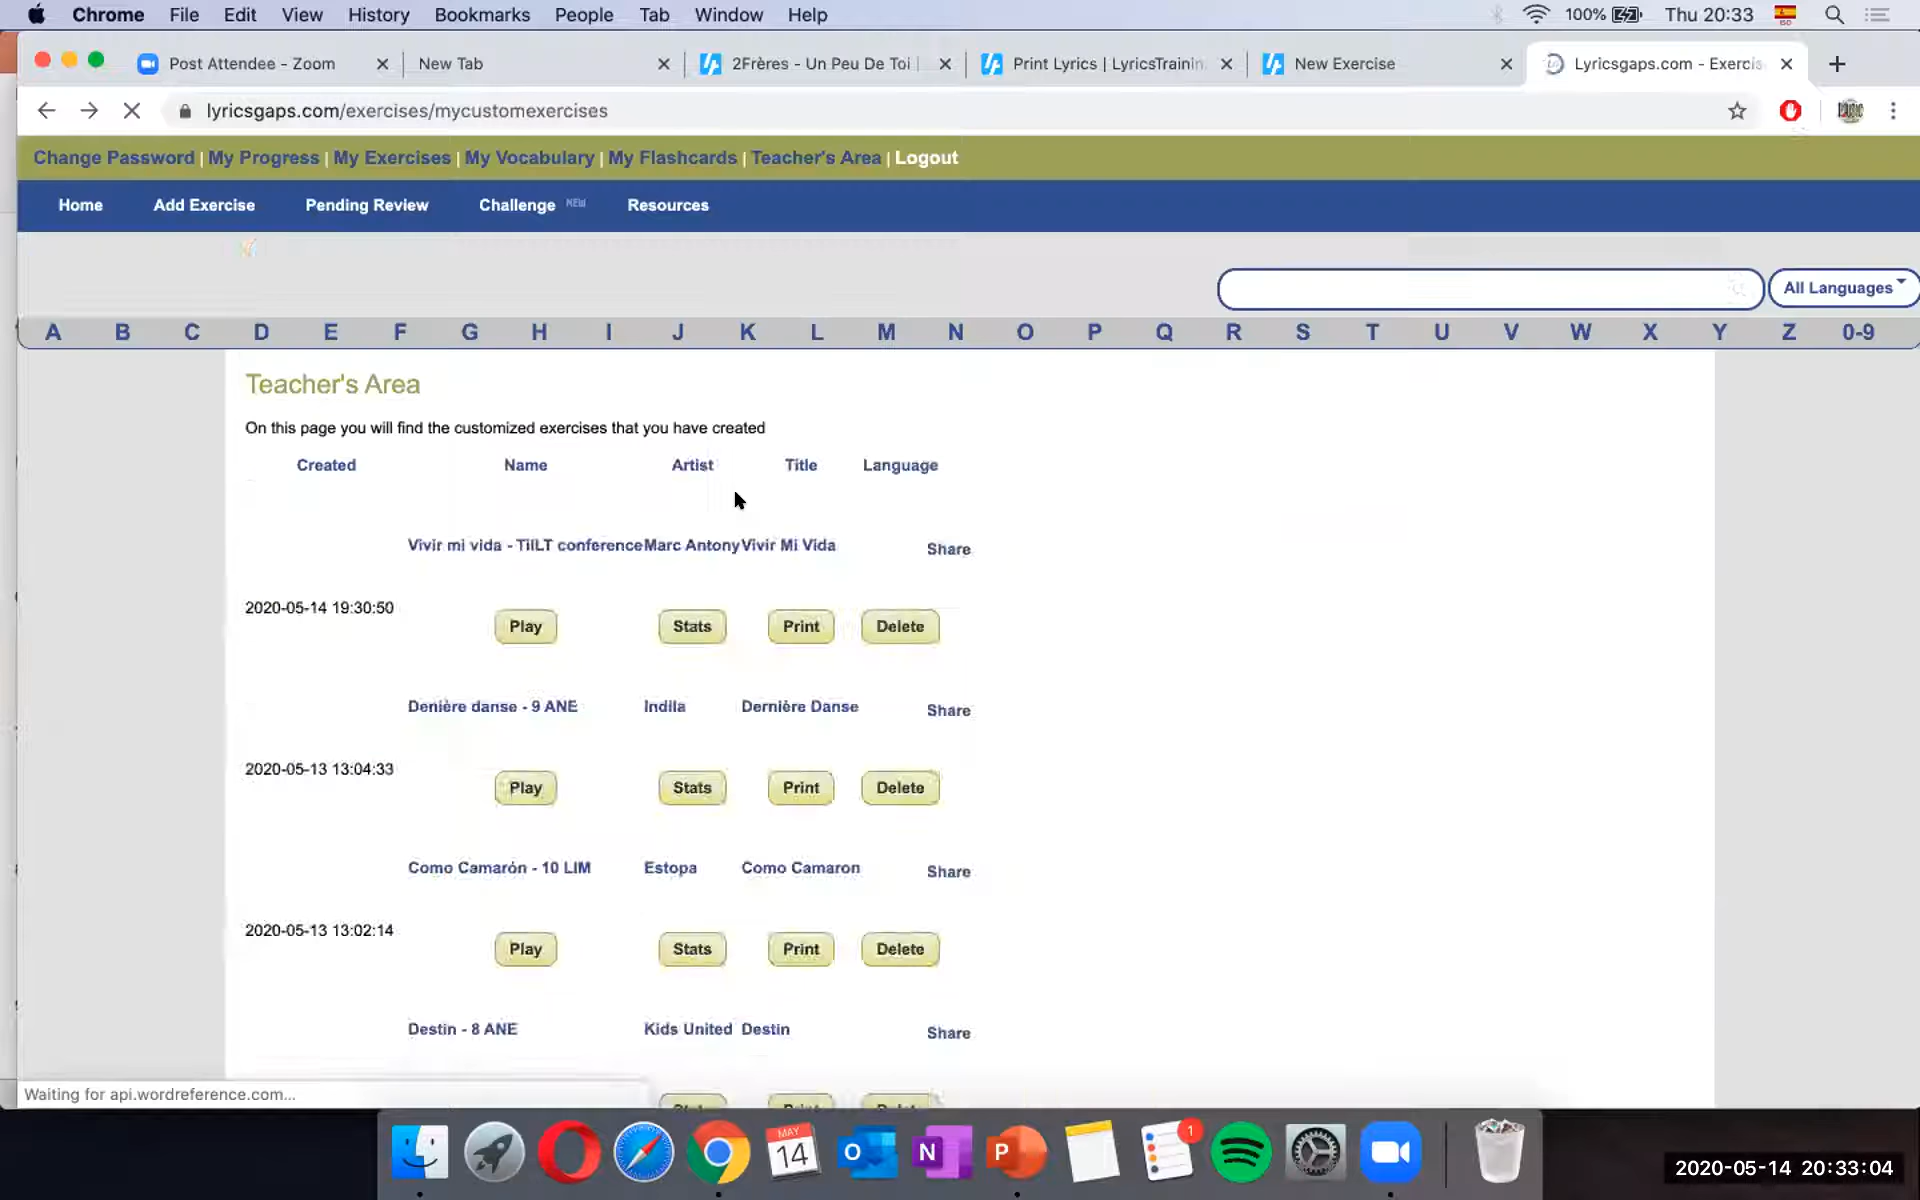 Chrome File Edit View History Bookmarks People Tab Window Help 100% Thu 20:33 ISO
Post Attendee - Zoom New Tab 2Frères - Un Peu De Toi | Print Lyrics | LyricsTrainin New Exercise Lyricsgaps.com - Exercis
lyricsgaps.com/exercises/mycustomexercises
Change Password | My Progress | My Exercises | My Vocabulary | My Flashcards | Teacher's Area | Logout
Home Add Exercise Pending Review Challenge NEW Resources
All Languages
A B C D E F G H I J K L M N O P Q R S T U V W X Y Z 0-9
Teacher's Area
On this page you will find the customized exercises that you have created
Created Name Artist Title Language
Vivir mi vida - TiILT conference Marc Antony Vivir Mi Vida Share
2020-05-14 19:30:50
Play Stats Print Delete
Denière danse - 9 ANE Indila Dernière Danse Share
2020-05-13 13:04:33
Play Stats Print Delete
Como Camarón - 10 LIM Estopa Como Camaron Share
2020-05-13 13:02:14
Play Stats Print Delete
Destin - 8 ANE Kids United Destin Share
Waiting for api.wordreference.com...
MAY
14
O N P 1
2020-05-14 20:33:04